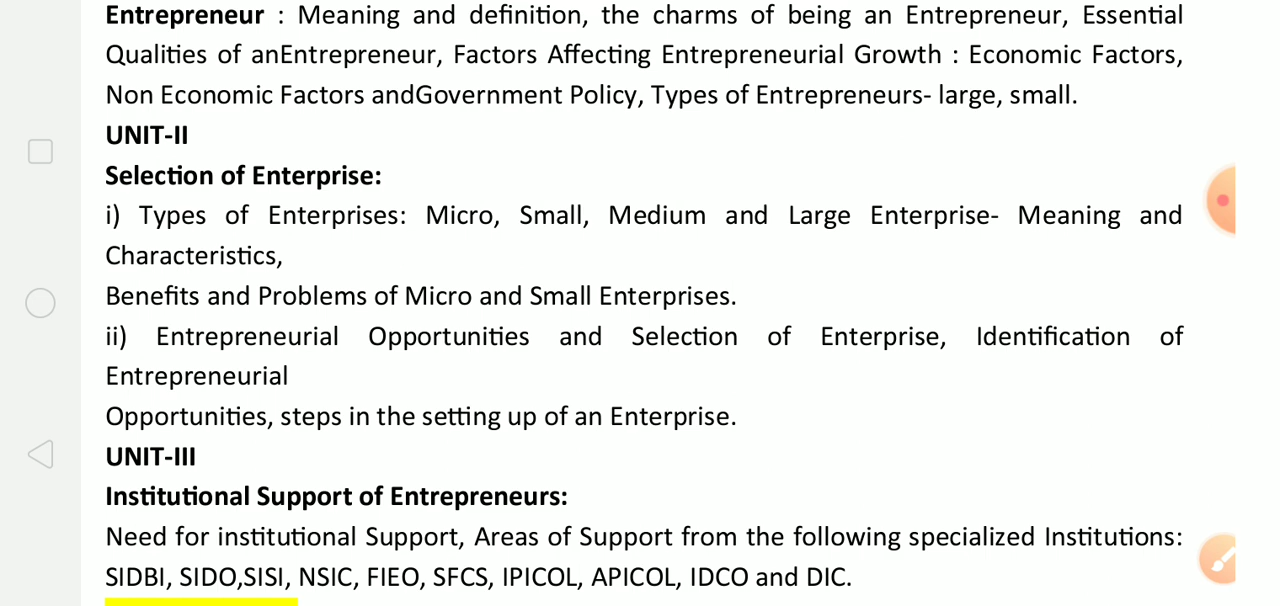 Entrepreneur : Meaning and definition, the charms of being an Entrepreneur, Essential
Qualities of anEntrepreneur, Factors Affecting Entrepreneurial Growth : Economic Factors,
Non Economic Factors andGovernment Policy, Types of Entrepreneurs- large, small.
UNIT-II
Selection of Enterprise:
i) Types of Enterprises: Micro, Small, Medium and Large Enterprise- Meaning and
Characteristics,
Benefits and Problems of Micro and Small Enterprises.
ii) Entrepreneurial Opportunities and Selection of Enterprise, Identification of
Entrepreneurial
Opportunities, steps in the setting up of an Enterprise.
UNIT-III
Institutional Support of Entrepreneurs:
Need for institutional Support, Areas of Support from the following specialized Institutions:
SIDBI, SIDO,SISI, NSIC, FIEO, SFCS, IPICOL, APICOL, IDCO and DIC.